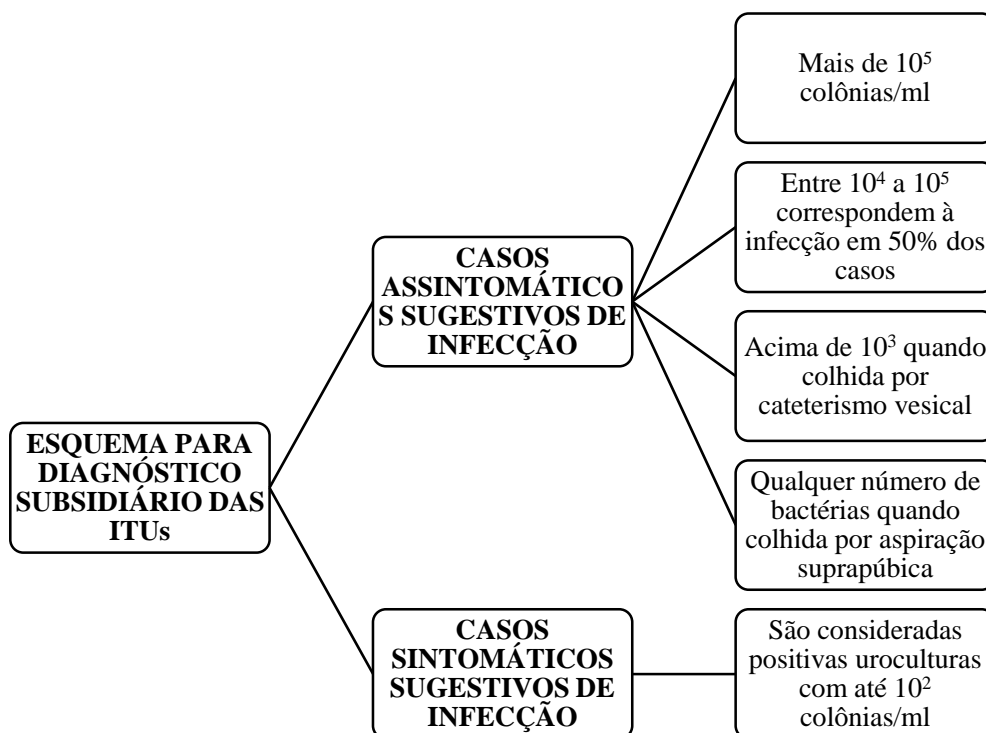 ESQUEMA PARA
DIAGNÓSTICO
SUBSIDIÁRIO DAS
ITUs
CASOS
ASSINTOMÁTICO
S SUGESTIVOS DE
INFECÇÃO
Mais de 10⁵
colônias/ml
Entre 10⁴ a 10⁵
correspondem à
infecção em 50% dos
casos
Acima de 10³ quando
colhida por
cateterismo vesical
Qualquer número de
bactérias quando
colhida por aspiração
suprapúbica
CASOS
SINTOMÁTICOS
SUGESTIVOS DE
INFECÇÃO
São consideradas
positivas uroculturas
com até 10²
colônias/ml